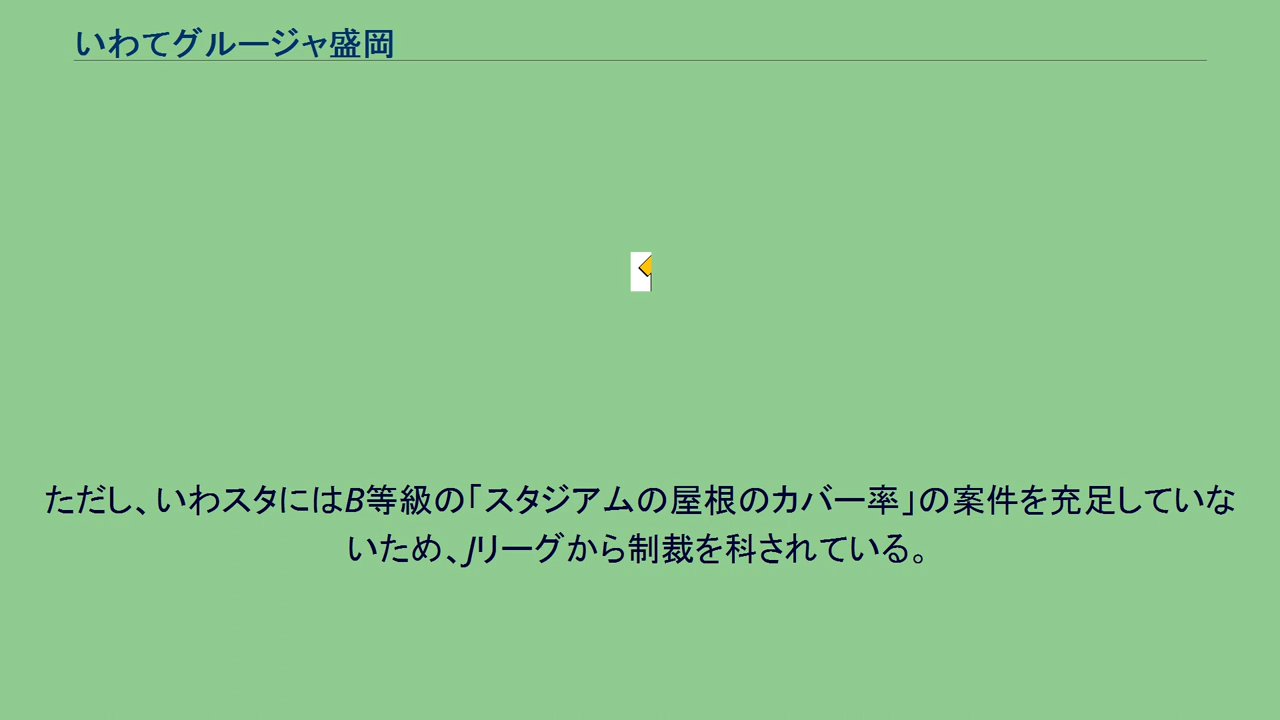 いわてグルージャ盛岡
ただし、いわスタにはB等級の｢スタジアムの屋根のカバー率｣の案件を充足していな
いため、Jリーグから制裁を科されている。